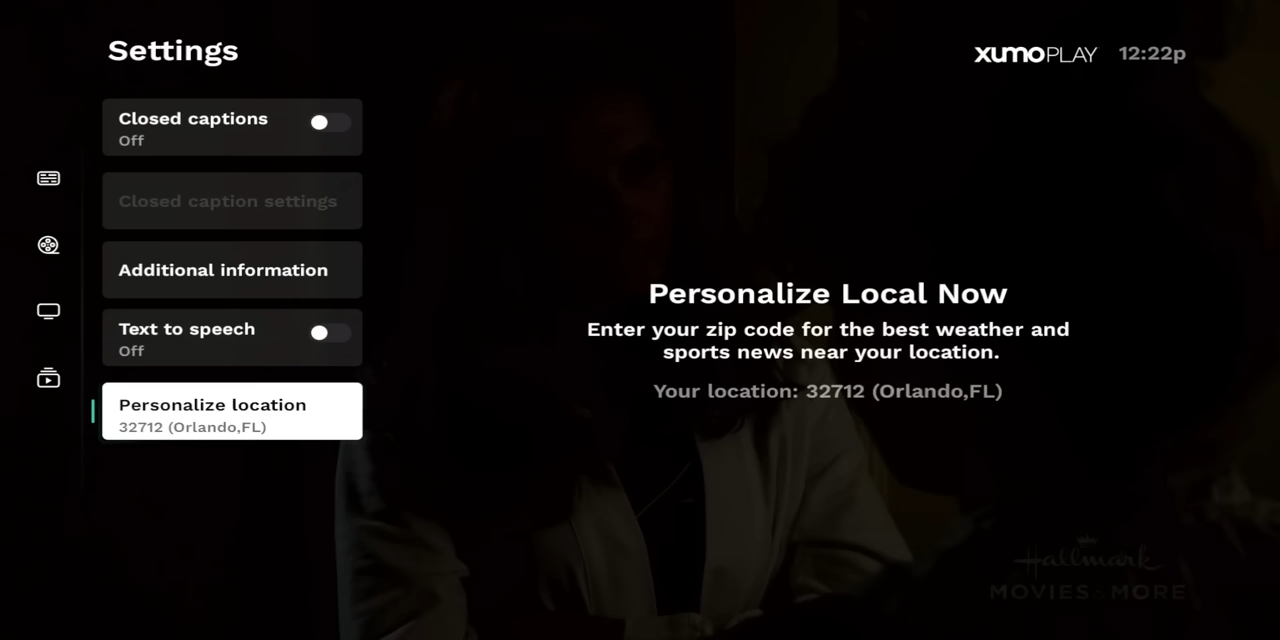 Settings
xumo PLAY 12:22p
Closed captions
Off
Closed caption settings
Additional information
Text to speech
Off
Personalize location
32712 (Orlando,FL)
Personalize Local Now
Enter your zip code for the best weather and
sports news near your location.
Your location: 32712 (Orlando,FL)
Hallmark
MOVIES & MORE